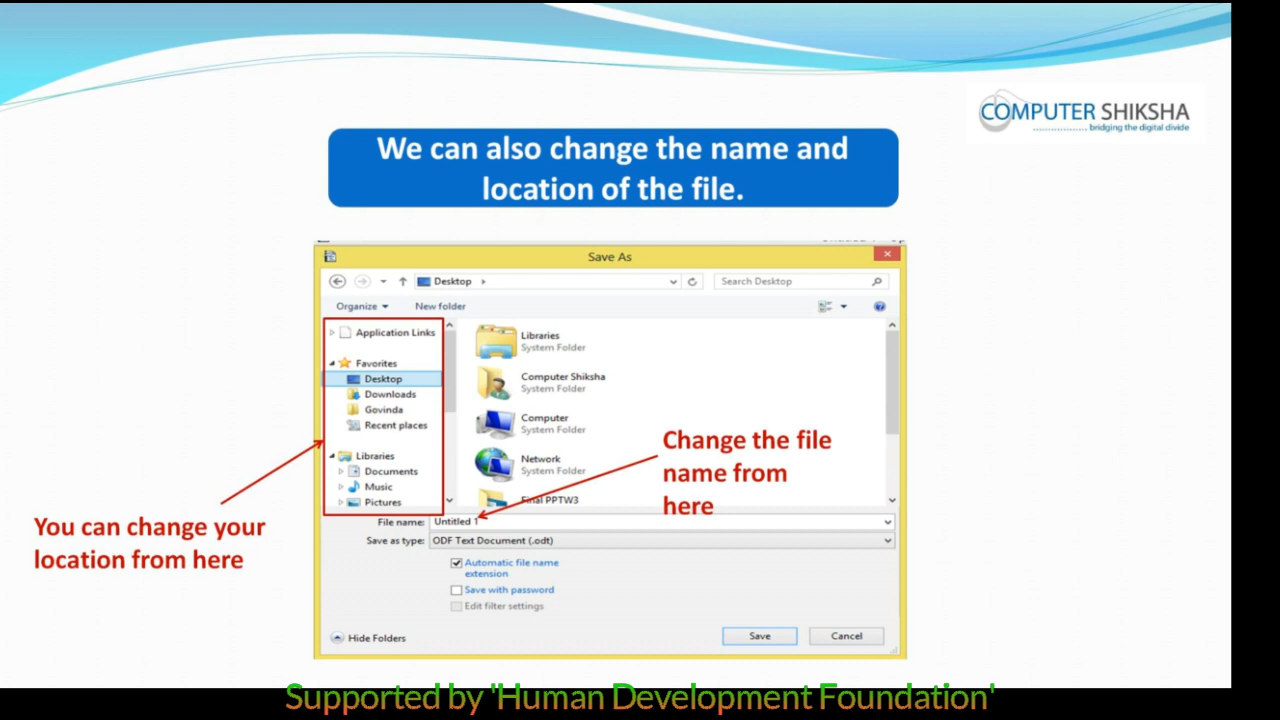 COMPUTER SHIKSHA
bridging the digital divide
We can also change the name and
location of the file.
Save As
Desktop
Search Desktop
Organize
New folder
Application Links
Favorites
Desktop
Downloads
Govinda
Recent places
Libraries
Documents
Music
Pictures
Libraries
System Folder
Computer Shiksha
System Folder
Computer
System Folder
Network
System Folder
Final PPTW3
Change the file
name from
here
You can change your
location from here
File name: Untitled 1
Save as type: ODF Text Document (.odt)
Automatic file name
extension
Save with password
Edit filter settings
Hide Folders
Save
Cancel
Supported by 'Human Development Foundation'